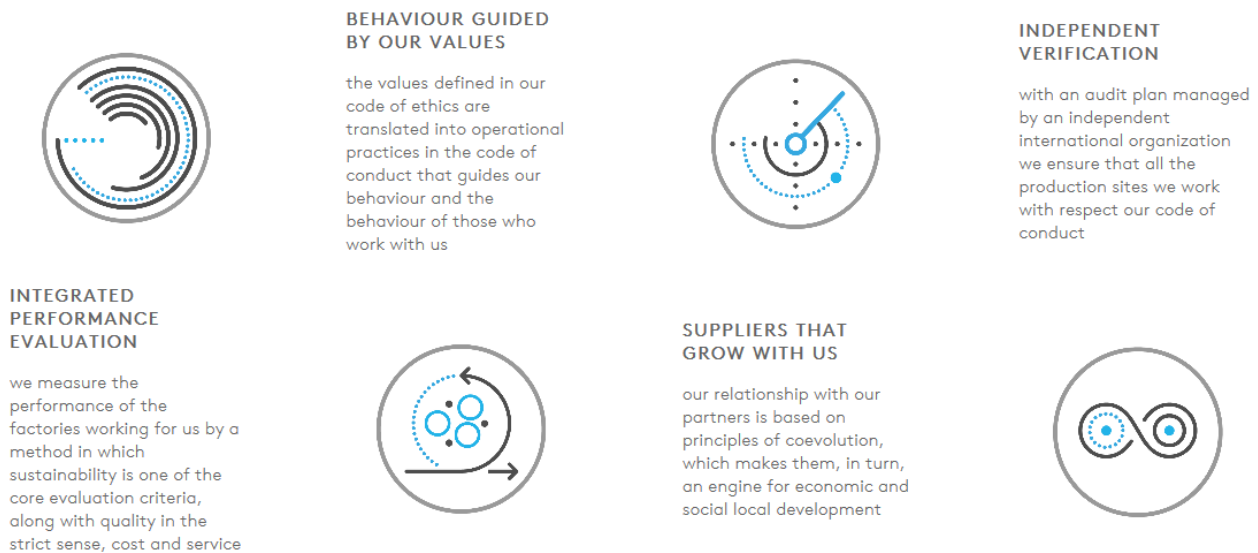 BEHAVIOUR GUIDED
BY OUR VALUES
the values defined in our
code of ethics are
translated into operational
practices in the code of
conduct that guides our
behaviour and the
behaviour of those who
work with us
INDEPENDENT
VERIFICATION
with an audit plan managed
by an independent
international organization
we ensure that all the
production sites we work
with respect our code of
conduct
INTEGRATED
PERFORMANCE
EVALUATION
we measure the
performance of the
factories working for us by a
method in which
sustainability is one of the
core evaluation criteria,
along with quality in the
strict sense, cost and service
SUPPLIERS THAT
GROW WITH US
our relationship with our
partners is based on
principles of coevolution,
which makes them, in turn,
an engine for economic and
social local development